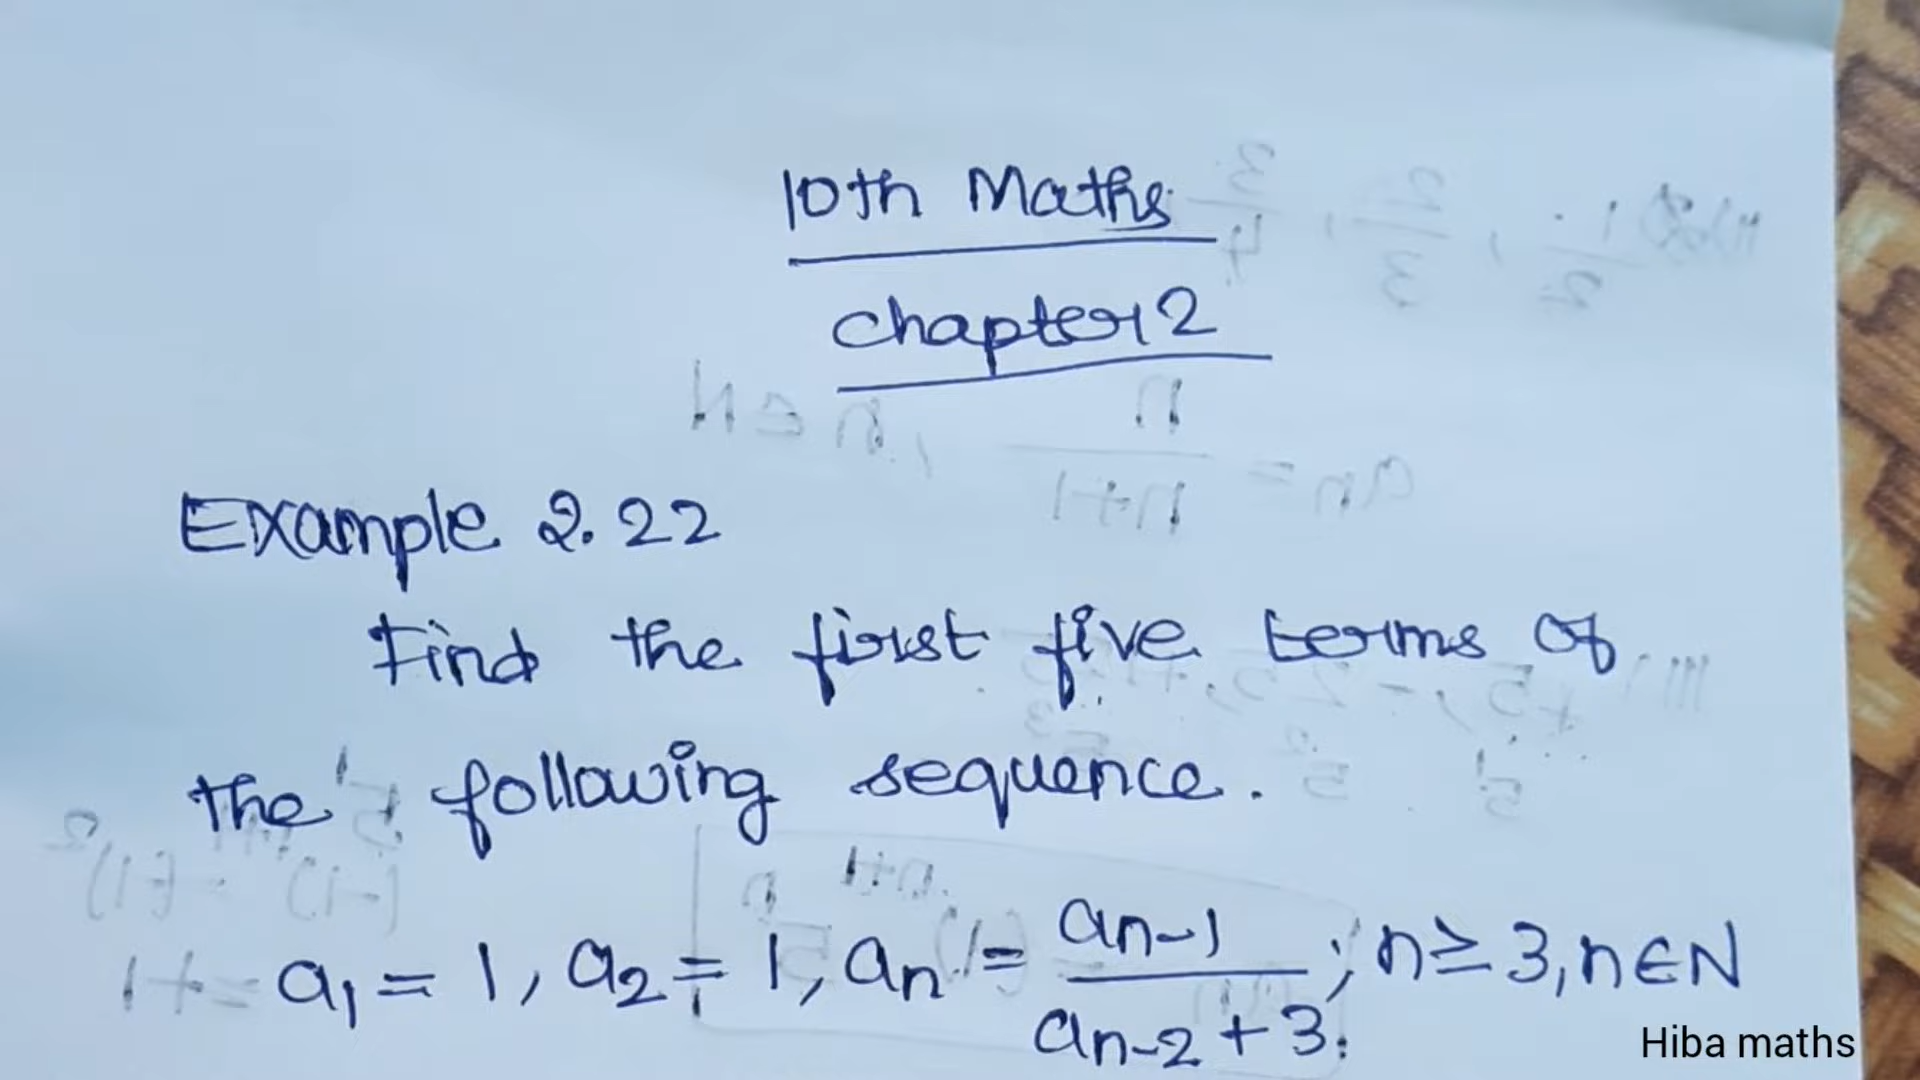 10th Maths
chapter 2
Example 2.22
Find the first five terms of
the following sequence.
a₁ = 1, a₂ = 1, aₙ = aₙ₋₁ / aₙ₋₂ + 3 ; n ≥ 3, n ∈ N
Hiba maths